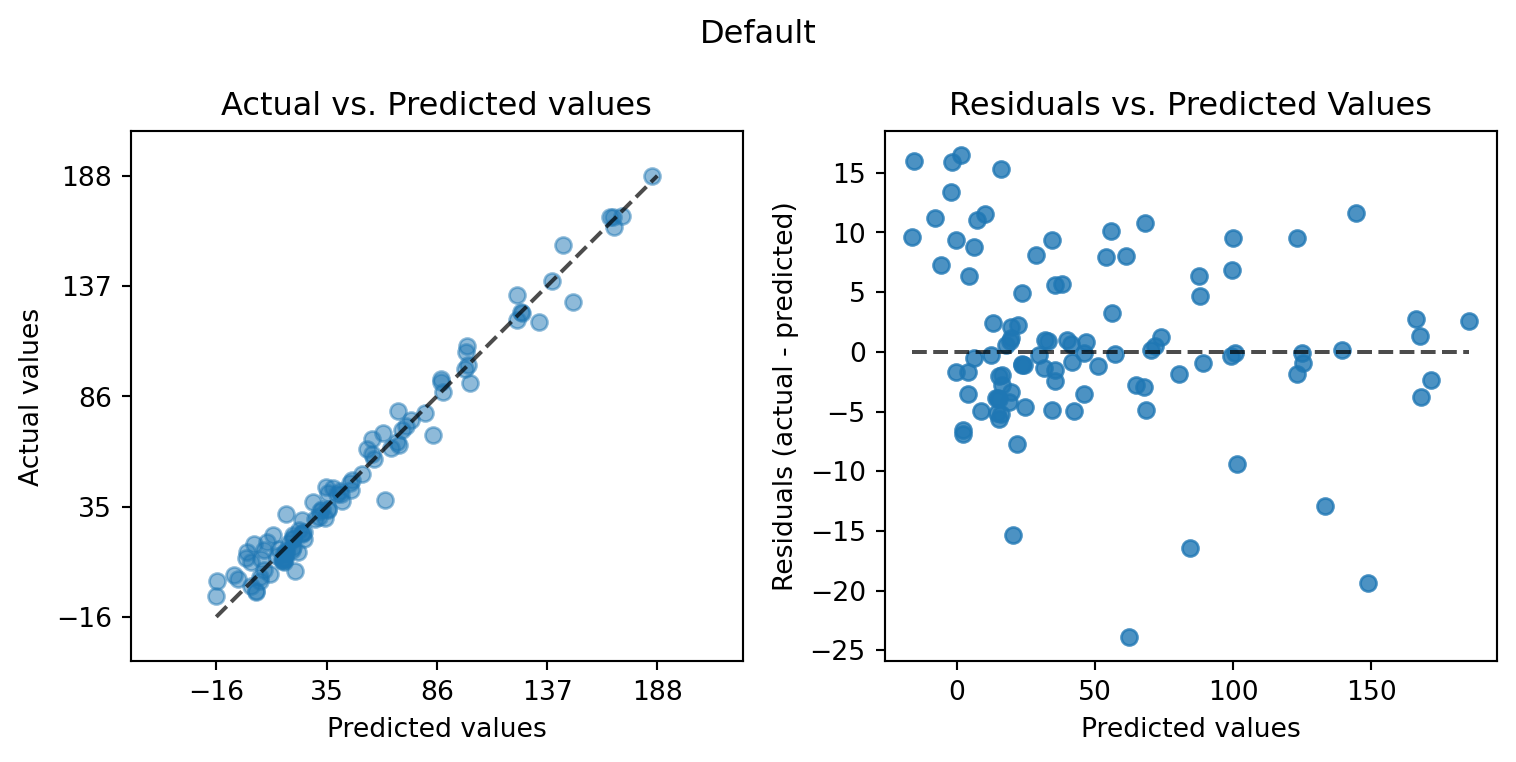 Default
Actual vs. Predicted values
Actual values
188
137
86
35
−16
−16 35 86 137 188
Predicted values
Residuals vs. Predicted Values
Residuals (actual - predicted)
15
10
5
0
−5
−10
−15
−20
−25
0 50 100 150
Predicted values